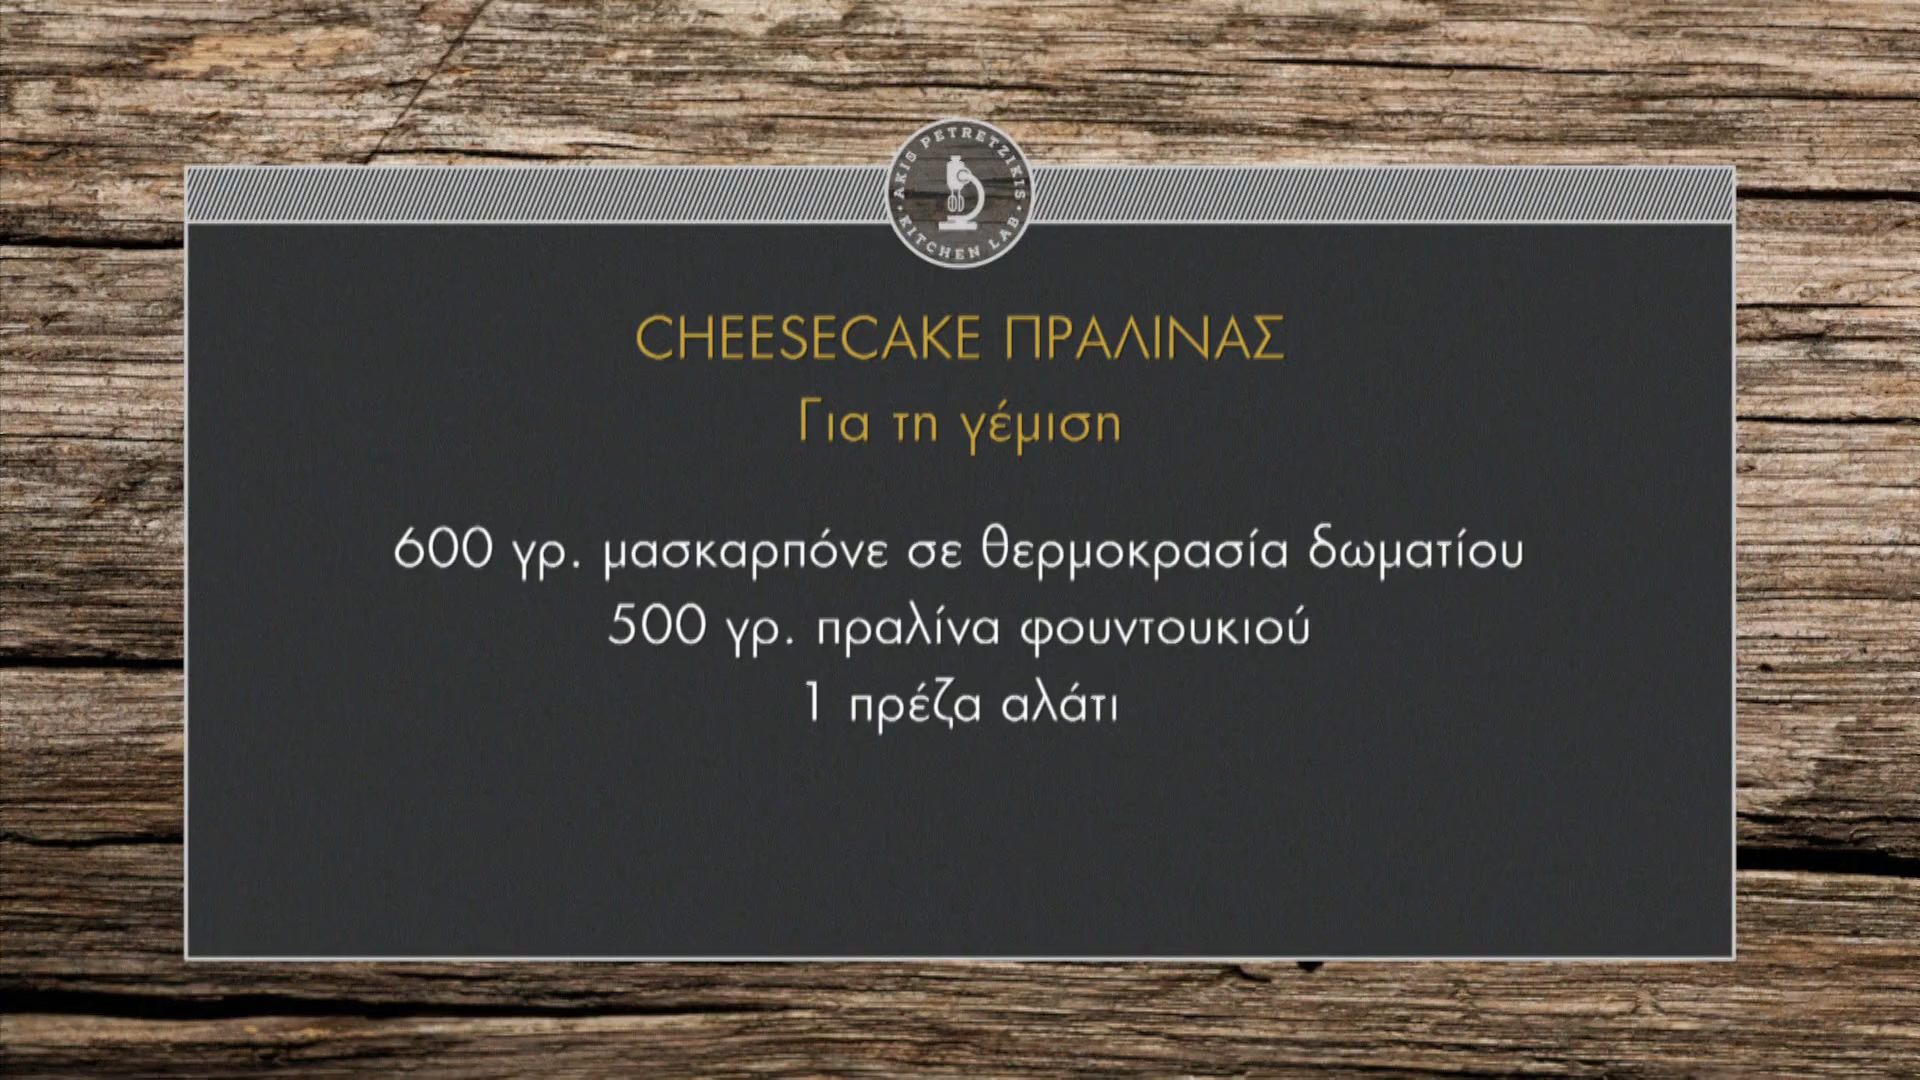 AKIS PETRETZIKIS
KITCHEN LAB
CHEESECAKE ΠΡΑΛΙΝΑΣ
Για τη γέμιση
600 γρ. μασκαρπόνε σε θερμοκρασία δωματίου
500 γρ. πραλίνα φουντουκιού
1 πρέζα αλάτι